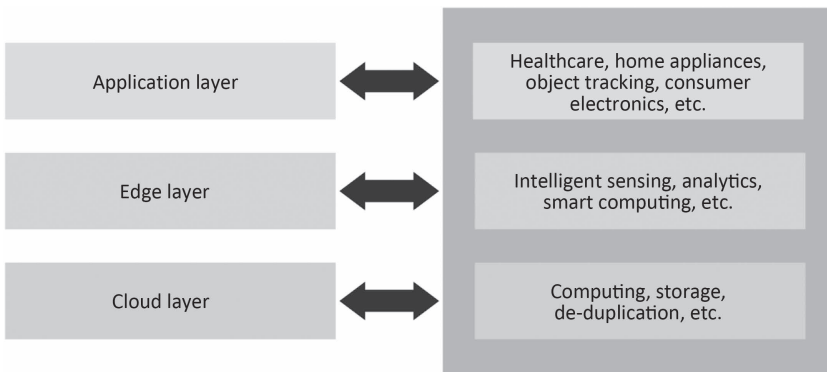 Application layer
Healthcare, home appliances,
object tracking, consumer
electronics, etc.
Edge layer
Intelligent sensing, analytics,
smart computing, etc.
Cloud layer
Computing, storage,
de-duplication, etc.